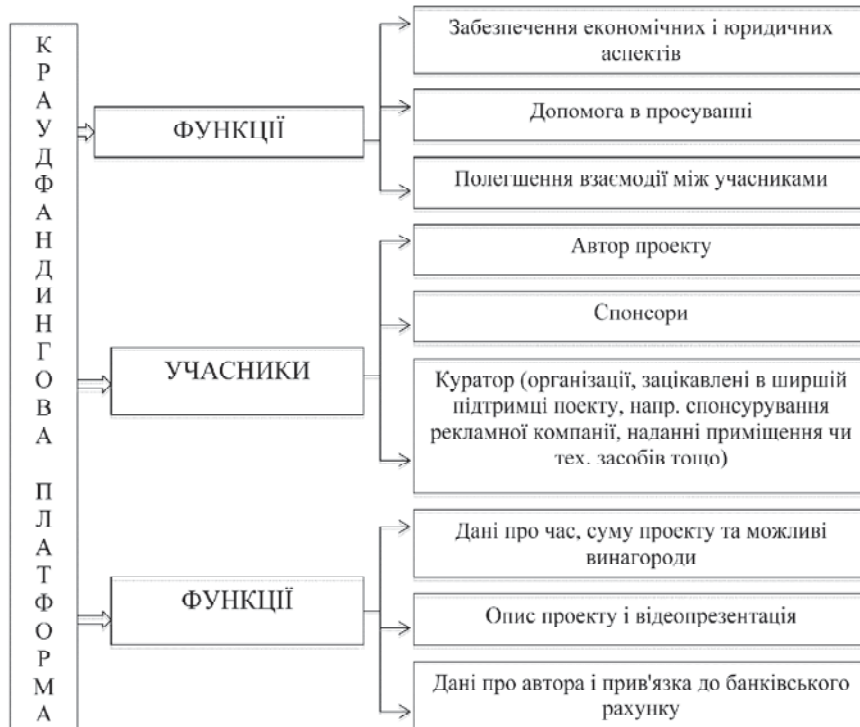 КРАУДФАНДИНГОВА ПЛАТФОРМА
ФУНКЦІЇ
Забезпечення економічних і юридичних
аспектів
Допомога в просуванні
Полегшення взаємодії між учасниками
УЧАСНИКИ
Автор проекту
Спонсори
Куратор (організації, зацікавлені в ширшій
підтримці поекту, напр. спонсурування
рекламної компанії, наданні приміщення чи
тех. засобів тощо)
ФУНКЦІЇ
Дані про час, суму проекту та можливі
винагороди
Опис проекту і відеопрезентація
Дані про автора і прив'язка до банківського
рахунку